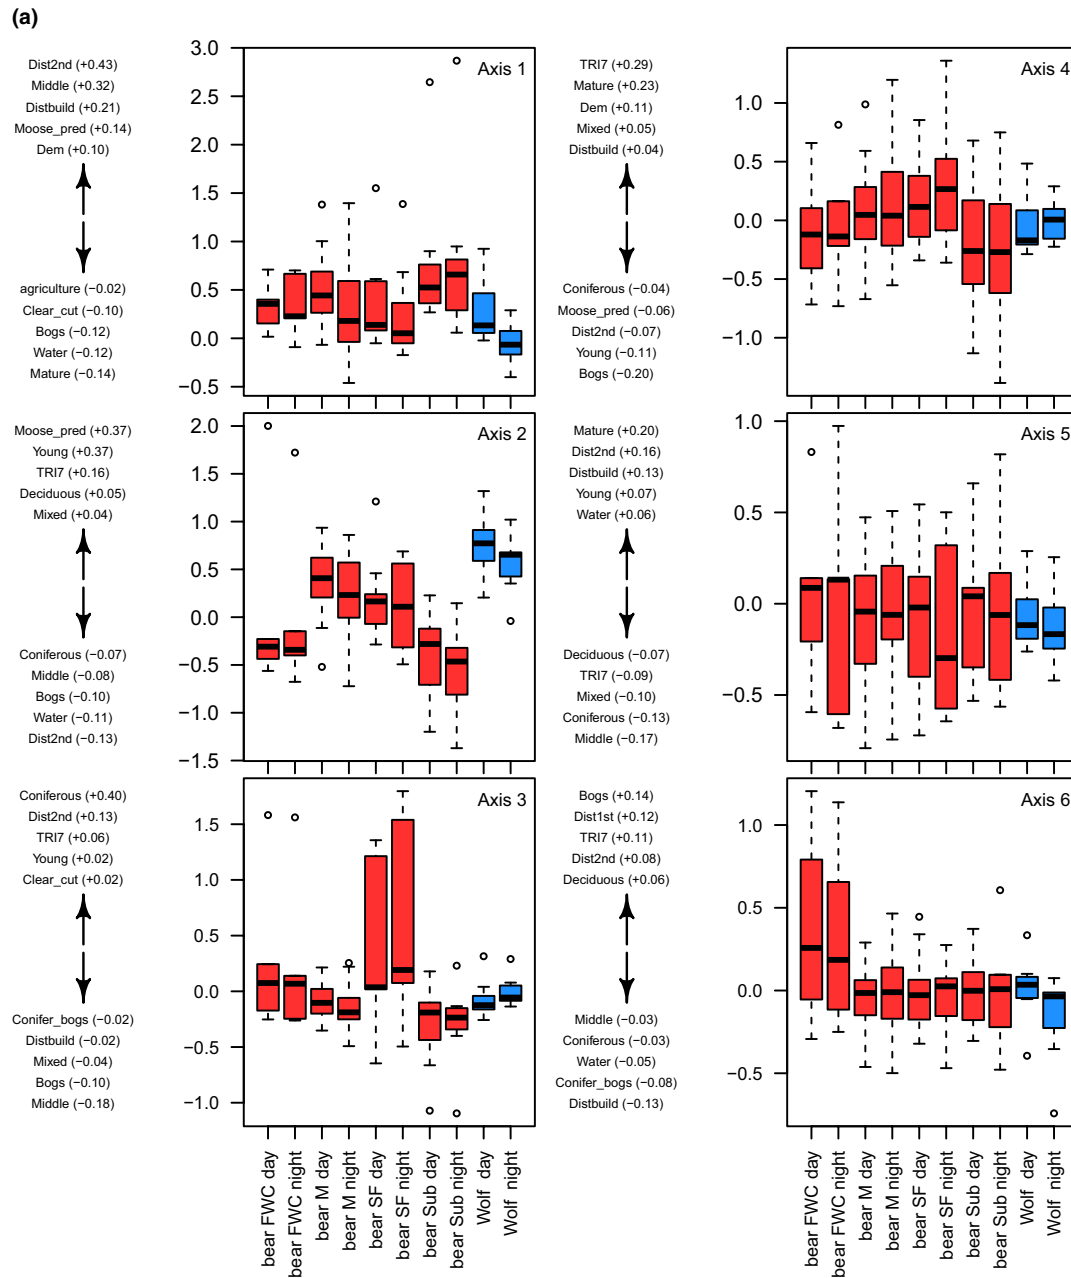 (a)
Dist2nd (+0.43)
Middle (+0.32)
Distbuild (+0.21)
Moose_pred (+0.14)
Dem (+0.10)
agriculture (−0.02)
Clear_cut (−0.10)
Bogs (−0.12)
Water (−0.12)
Mature (−0.14)
3.0
2.5
2.0
1.5
1.0
0.5
0.0
−0.5
Axis 1
TRI7 (+0.29)
Mature (+0.23)
Dem (+0.11)
Mixed (+0.05)
Distbuild (+0.04)
Coniferous (−0.04)
Moose_pred (−0.06)
Dist2nd (−0.07)
Young (−0.11)
Bogs (−0.20)
1.0
0.5
0.0
−0.5
−1.0
Axis 4
Moose_pred (+0.37)
Young (+0.37)
TRI7 (+0.16)
Deciduous (+0.05)
Mixed (+0.04)
Coniferous (−0.07)
Middle (−0.08)
Bogs (−0.10)
Water (−0.11)
Dist2nd (−0.13)
2.0
1.5
1.0
0.5
0.0
−0.5
−1.0
−1.5
Axis 2
Mature (+0.20)
Dist2nd (+0.16)
Distbuild (+0.13)
Young (+0.07)
Water (+0.06)
Deciduous (−0.07)
TRI7 (−0.09)
Mixed (−0.10)
Coniferous (−0.13)
Middle (−0.17)
1.0
0.5
0.0
−0.5
Axis 5
Coniferous (+0.40)
Dist2nd (+0.13)
TRI7 (+0.06)
Young (+0.02)
Clear_cut (+0.02)
Conifer_bogs (−0.02)
Distbuild (−0.02)
Mixed (−0.04)
Bogs (−0.10)
Middle (−0.18)
1.5
1.0
0.5
0.0
−0.5
−1.0
Axis 3
bear FWC day
bear FWC night
bear M day
bear M night
bear SF day
bear SF night
bear Sub day
bear Sub night
Wolf day
Wolf night
Bogs (+0.14)
Dist1st (+0.12)
TRI7 (+0.11)
Dist2nd (+0.08)
Deciduous (+0.06)
Middle (−0.03)
Coniferous (−0.03)
Water (−0.05)
Conifer_bogs (−0.08)
Distbuild (−0.13)
1.0
0.5
0.0
−0.5
Axis 6
bear FWC day
bear FWC night
bear M day
bear M night
bear SF day
bear SF night
bear Sub day
bear Sub night
Wolf day
Wolf night